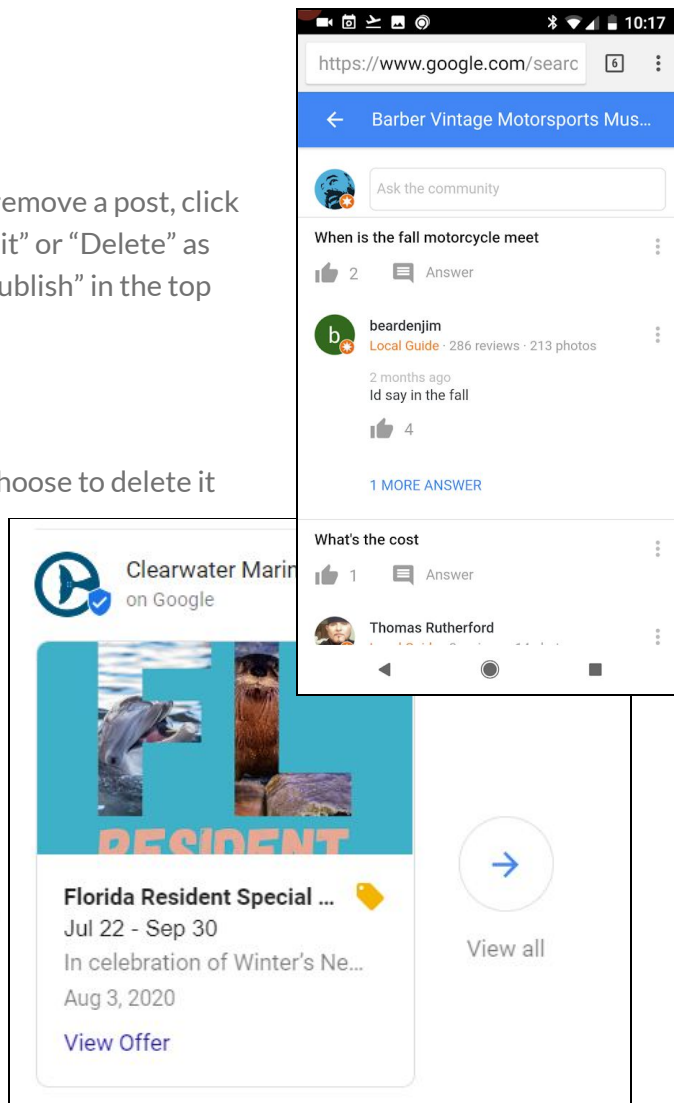 emove a post, click
it” or “Delete” as
ublish” in the top
hoose to delete it
10:17
https://www.google.com/searc
6
Barber Vintage Motorsports Mus...
Ask the community
When is the fall motorcycle meet
2
Answer
b
beardenjim
Local Guide · 286 reviews · 213 photos
2 months ago
Id say in the fall
4
1 MORE ANSWER
What's the cost
1
Answer
Thomas Rutherford
Clearwater Marin
on Google
FL
RESIDENT
Florida Resident Special ...
Jul 22 - Sep 30
In celebration of Winter’s Ne...
Aug 3, 2020
View Offer
View all